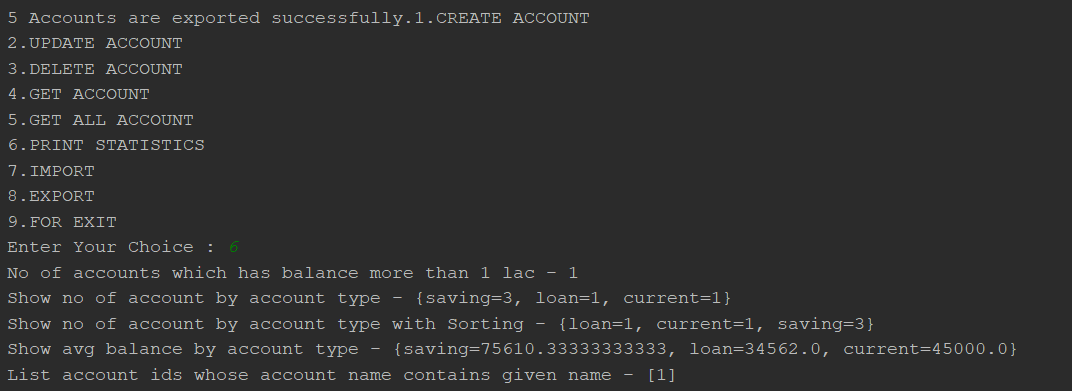 5 Accounts are exported successfully.1.CREATE ACCOUNT
2.UPDATE ACCOUNT
3.DELETE ACCOUNT
4.GET ACCOUNT
5.GET ALL ACCOUNT
6.PRINT STATISTICS
7.IMPORT
8.EXPORT
9.FOR EXIT
Enter Your Choice : 6
No of accounts which has balance more than 1 lac - 1
Show no of account by account type - {saving=3, loan=1, current=1}
Show no of account by account type with Sorting - {loan=1, current=1, saving=3}
Show avg balance by account type - {saving=75610.33333333333, loan=34562.0, current=45000.0}
List account ids whose account name contains given name - [1]